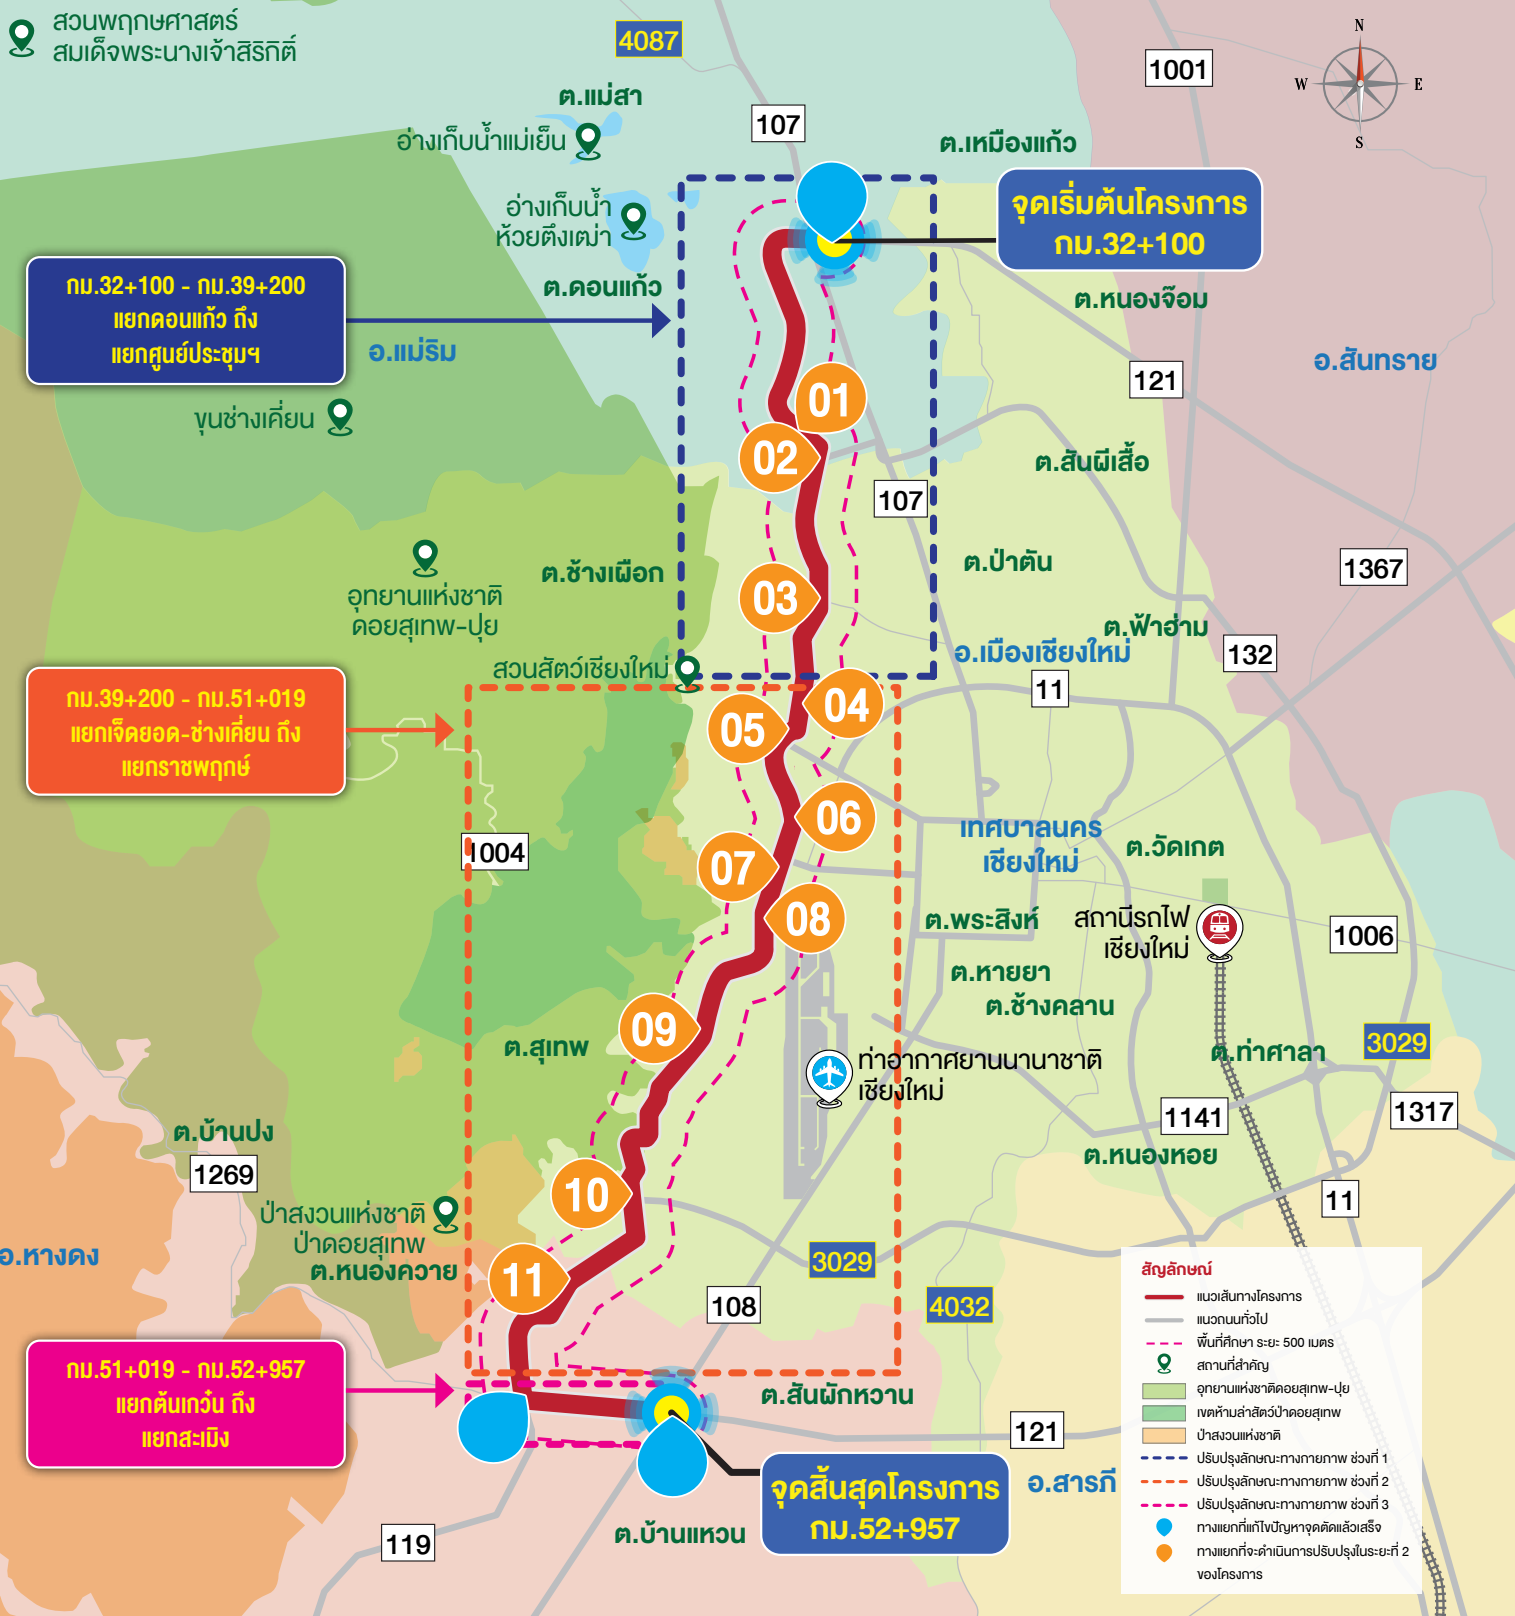 สวนพฤกษศาสตร์
สมเด็จพระนางเจ้าสิริกิติ์
4087
1001
N
W
E
S
ต.แม่สา
107
อ่างเก็บน้ำแม่เย็น
ต.เหมืองแก้ว
อ่างเก็บน้ำ
ห้วยตึงเฒ่า
จุดเริ่มต้นโครงการ
กม.32+100
กม.32+100 - กม.39+200
แยกดอนแก้ว ถึง
แยกศูนย์ประชุมฯ
ต.ดอนแก้ว
ต.หนองจ๊อม
อ.แม่ริม
อ.สันทราย
121
ขุนช่างเคี่ยน
01
02
ต.สันผีเสื้อ
107
ต.ช้างเผือก
ต.ป่าตัน
1367
อุทยานแห่งชาติ
ดอยสุเทพ-ปุย
03
ต.ฟ้าฮ่าม
อ.เมืองเชียงใหม่
132
สวนสัตว์เชียงใหม่
11
กม.39+200 - กม.51+019
แยกเจ็ดยอด-ช่างเคี่ยน ถึง
แยกราชพฤกษ์
04
05
06
เทศบาลนคร
เชียงใหม่
ต.วัดเกต
1004
07
08
ต.พระสิงห์
สถานีรถไฟ
เชียงใหม่
1006
ต.หายยา
ต.ช้างคลาน
09
ต.สุเทพ
ท่าอากาศยานนานาชาติ
เชียงใหม่
ต.ท่าศาลา
3029
1141
1317
ต.บ้านปง
1269
ต.หนองหอย
10
11
ป่าสงวนแห่งชาติ
ป่าดอยสุเทพ
อ.หางดง
ต.หนองควาย
11
3029
108
4032
กม.51+019 - กม.52+957
แยกต้นเกว๋น ถึง
แยกสะเมิง
ต.สันผักหวาน
121
จุดสิ้นสุดโครงการ
กม.52+957
อ.สารภี
ต.บ้านแหวน
119
สัญลักษณ์
แนวเส้นทางโครงการ
แนวถนนทั่วไป
พื้นที่ศึกษา ระยะ 500 เมตร
สถานที่สำคัญ
อุทยานแห่งชาติดอยสุเทพ-ปุย
เขตห้ามล่าสัตว์ป่าดอยสุเทพ
ป่าสงวนแห่งชาติ
ปรับปรุงลักษณะทางกายภาพ ช่วงที่ 1
ปรับปรุงลักษณะทางกายภาพ ช่วงที่ 2
ปรับปรุงลักษณะทางกายภาพ ช่วงที่ 3
ทางแยกที่แก้ไขปัญหาจุดตัดแล้วเสร็จ
ทางแยกที่จะดำเนินการปรับปรุงในระยะที่ 2
ของโครงการ